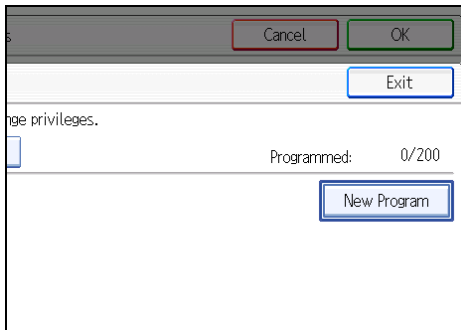 s Cancel OK
Exit
nge privileges.
Programmed: 0/200
New Program